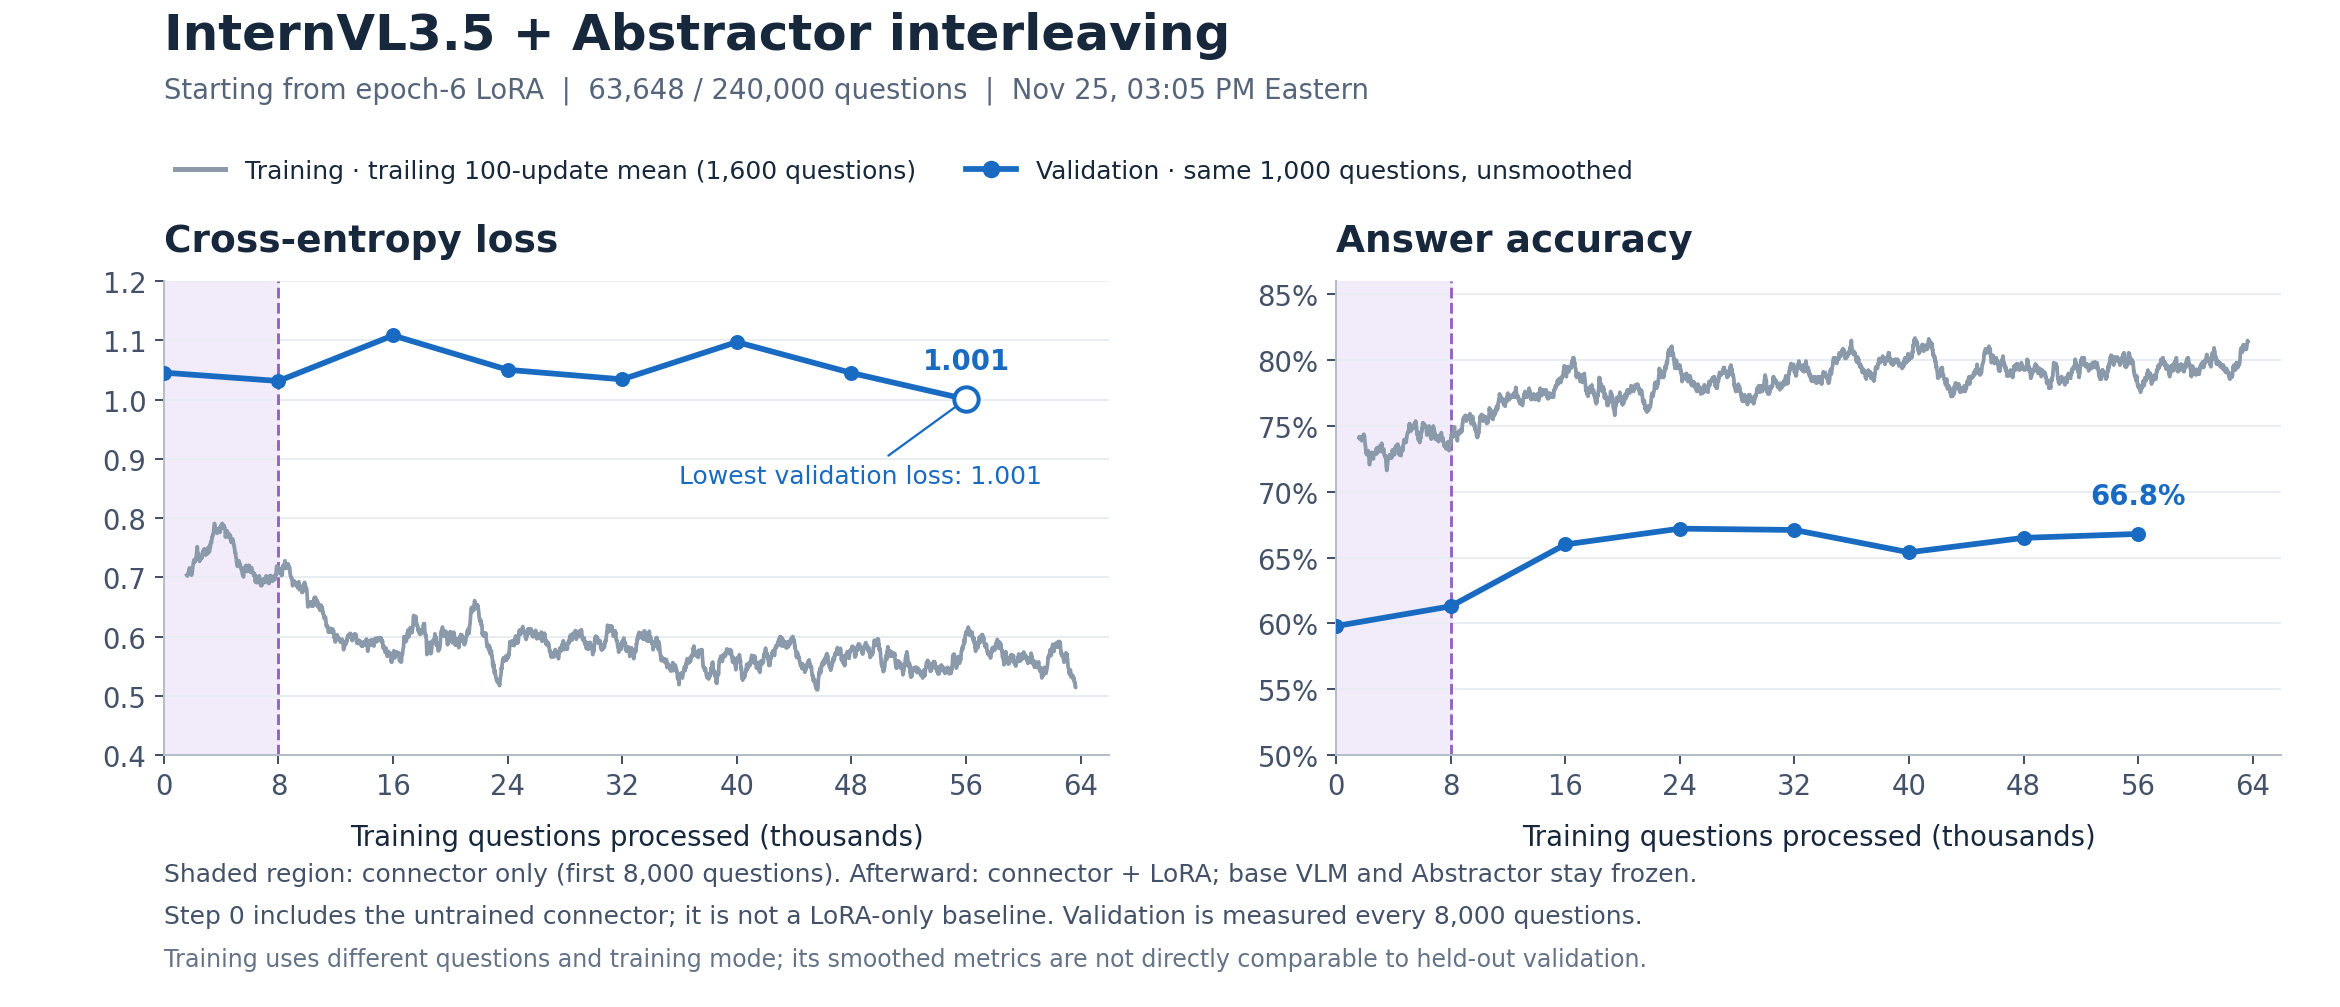 InternVL3.5 + Abstractor interleaving
Starting from epoch-6 LoRA | 63,648 / 240,000 questions | Nov 25, 03:05 PM Eastern
Training · trailing 100-update mean (1,600 questions)
Validation · same 1,000 questions, unsmoothed
Cross-entropy loss
1.2
1.1
1.0
0.9
0.8
0.7
0.6
0.5
0.4
1.001
Lowest validation loss: 1.001
0 8 16 24 32 40 48 56 64
Training questions processed (thousands)
Answer accuracy
85%
80%
75%
70%
65%
60%
55%
50%
66.8%
0 8 16 24 32 40 48 56 64
Training questions processed (thousands)
Shaded region: connector only (first 8,000 questions). Afterward: connector + LoRA; base VLM and Abstractor stay frozen.
Step 0 includes the untrained connector; it is not a LoRA-only baseline. Validation is measured every 8,000 questions.
Training uses different questions and training mode; its smoothed metrics are not directly comparable to held-out validation.